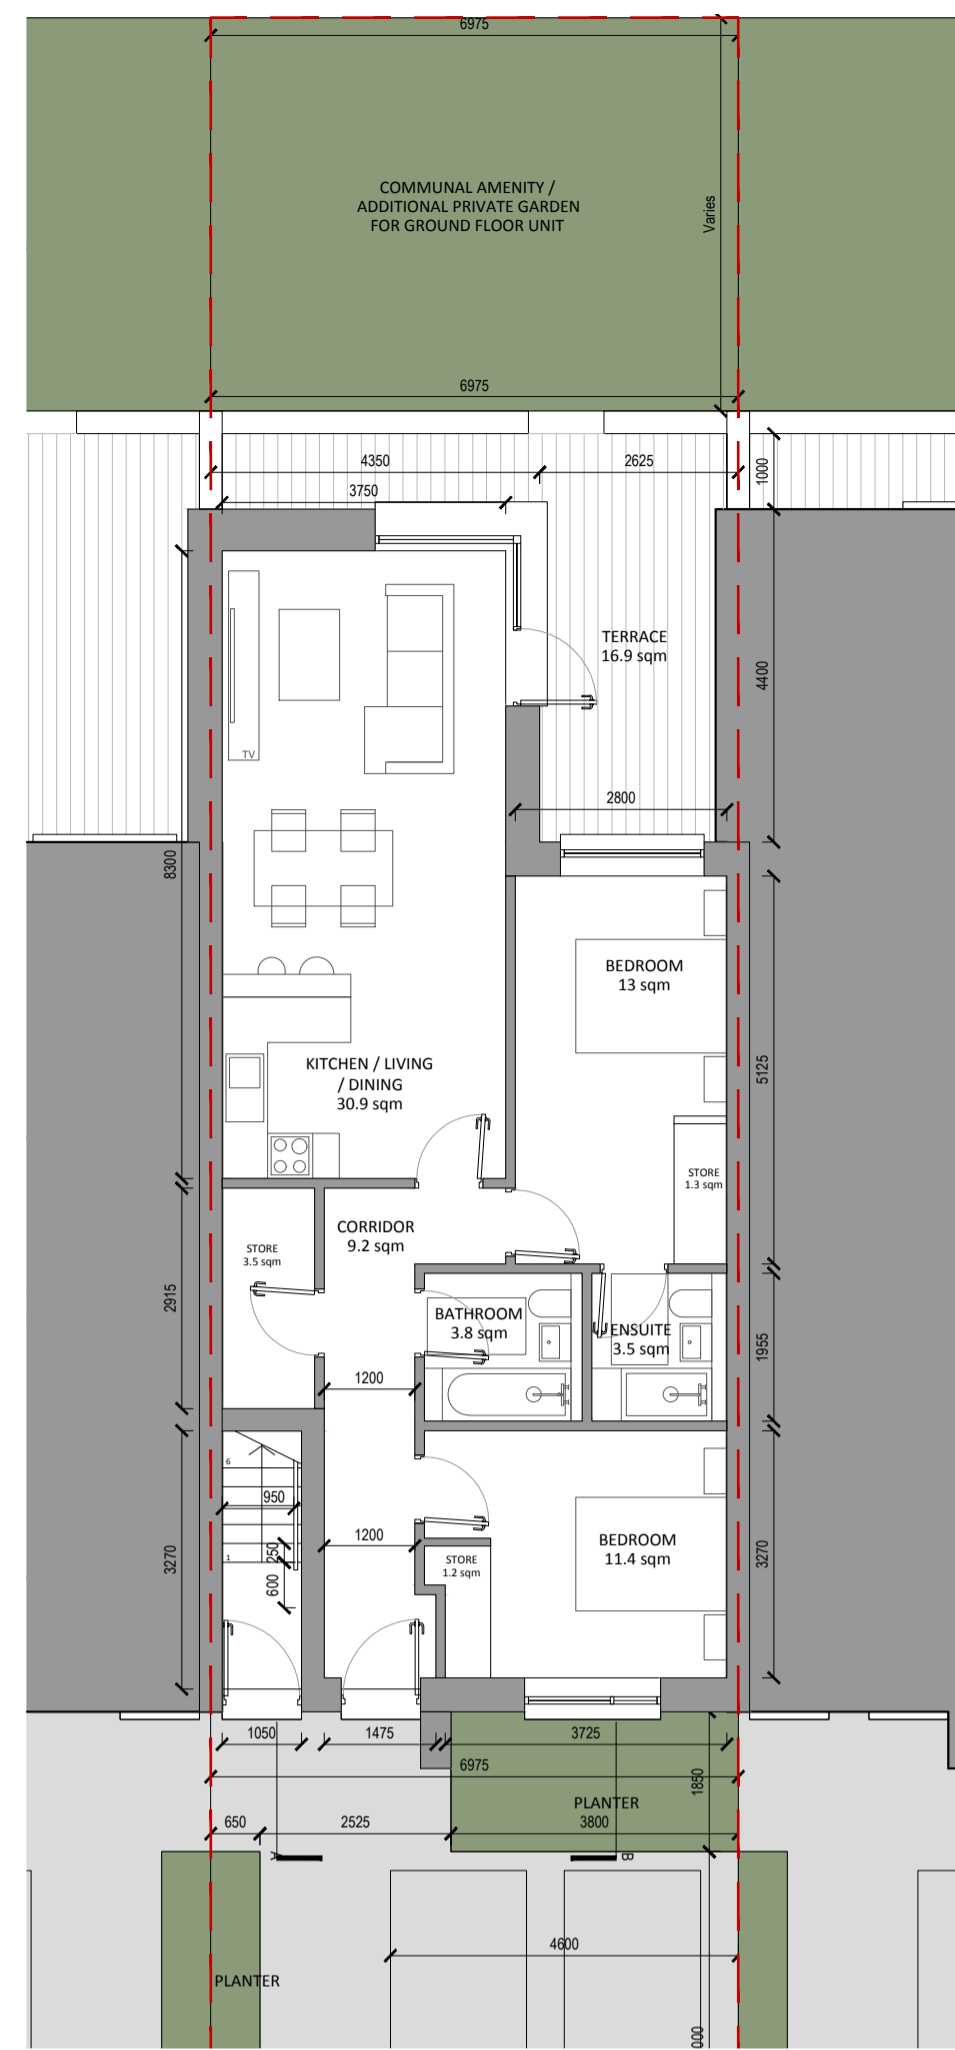 6975
COMMUNAL AMENITY /
ADDITIONAL PRIVATE GARDEN
FOR GROUND FLOOR UNIT
Varies
6975
4350
2625
1000
3750
TERRACE
16.9 sqm
4400
TV
2800
8300
BEDROOM
13 sqm
KITCHEN / LIVING
/ DINING
30.9 sqm
5125
STORE
1.3 sqm
CORRIDOR
9.2 sqm
STORE
3.5 sqm
2915
BATHROOM
3.8 sqm
ENSUITE
3.5 sqm
1955
1200
6
950
1200
250
1
600
3270
BEDROOM
11.4 sqm
STORE
1.2 sqm
3270
1050
1475
3725
6975
1850
PLANTER
650
2525
3800
A
B
4600
PLANTER
000